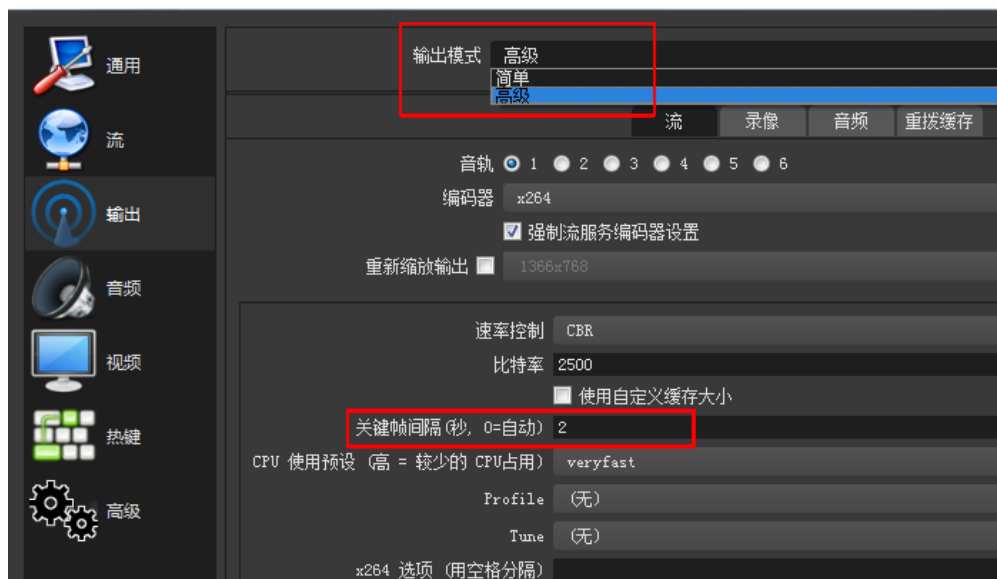 通用
流
输出
音频
视频
热键
高级
输出模式 高级
简单
高级
流 录像 音频 重拨缓存
音轨 1 2 3 4 5 6
编码器 x264
强制流服务编码器设置
重新缩放输出 1366x768
速率控制 CBR
比特率 2500
使用自定义缓存大小
关键帧间隔(秒, 0=自动) 2
CPU 使用预设 (高 = 较少的 CPU占用) veryfast
Profile (无)
Tune (无)
x264 选项 (用空格分隔)